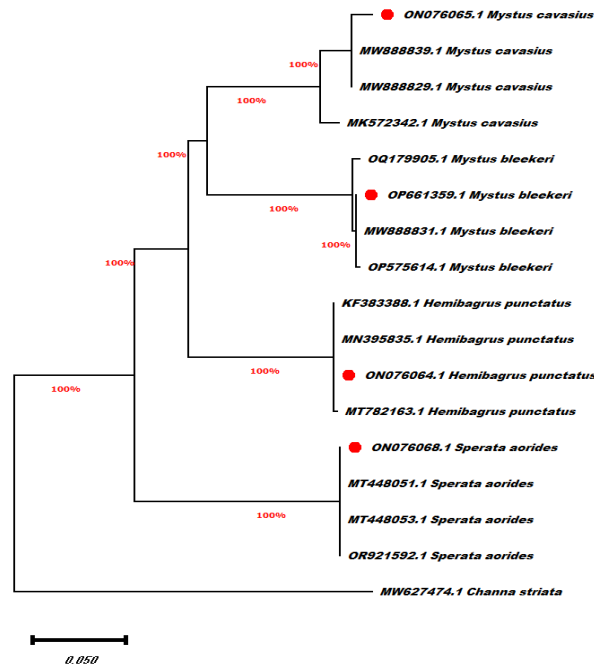 ON076065.1 Mystus cavasius
MW888839.1 Mystus cavasius
100%
MW888829.1 Mystus cavasius
100%
MK572342.1 Mystus cavasius
100%
OQ179905.1 Mystus bleekeri
OP661359.1 Mystus bleekeri
100%
MW888831.1 Mystus bleekeri
100%
100%
OP575614.1 Mystus bleekeri
KF383388.1 Hemibagrus punctatus
MN395835.1 Hemibagrus punctatus
100%
ON076064.1 Hemibagrus punctatus
100%
MT782163.1 Hemibagrus punctatus
ON076068.1 Sperata aorides
MT448051.1 Sperata aorides
100%
MT448053.1 Sperata aorides
OR921592.1 Sperata aorides
MW627474.1 Channa striata
0.050